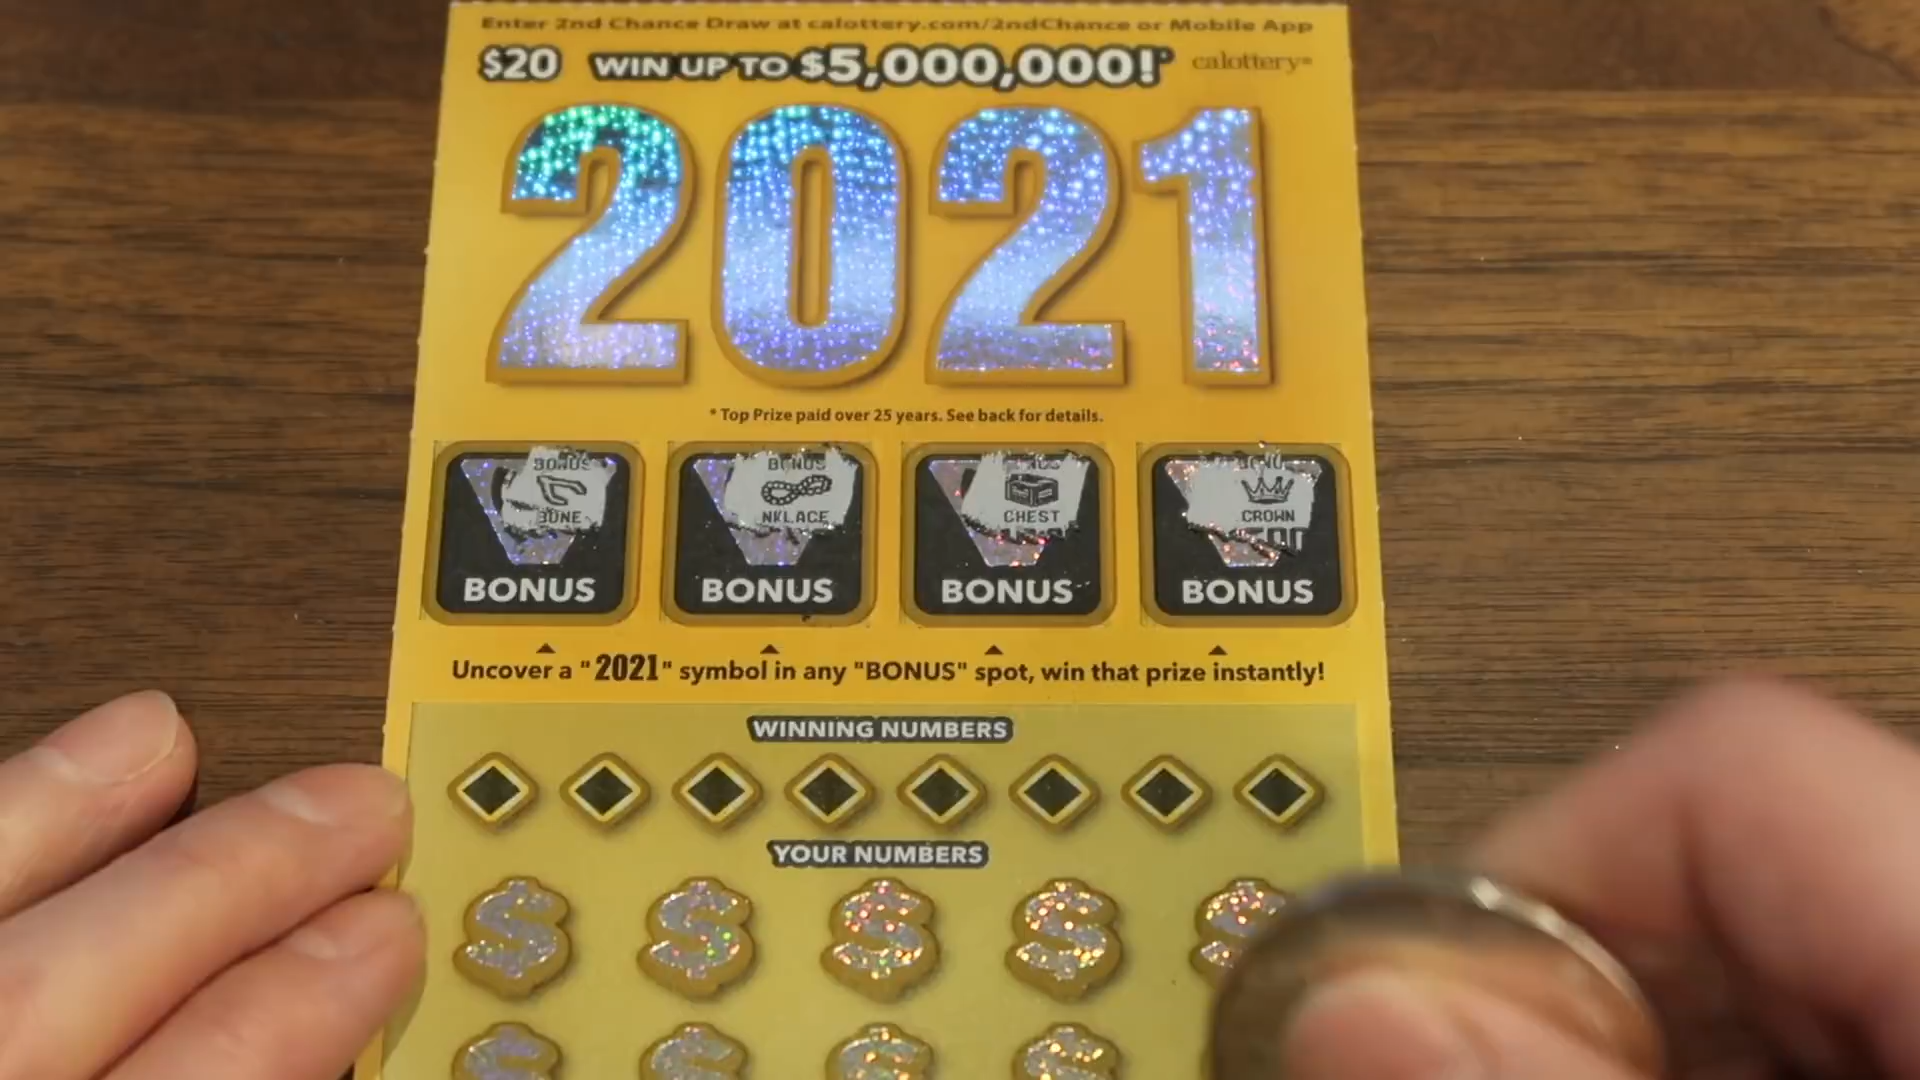 Enter 2nd Chance Draw at calottery.com/2ndChance or Mobile App
$20 WIN UP TO $5,000,000!* calottery®
2021
* Top Prize paid over 25 years. See back for details.
BONUS BONUS
NKLACE CHEST CROWN
BONUS BONUS BONUS BONUS
Uncover a "2021" symbol in any "BONUS" spot, win that prize instantly!
WINNING NUMBERS
YOUR NUMBERS